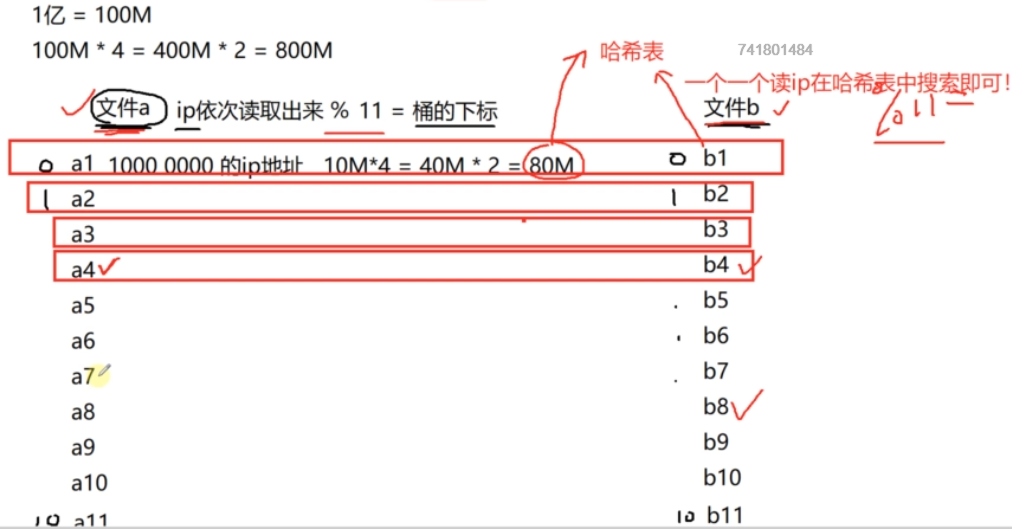 1亿 = 100M
100M * 4 = 400M * 2 = 800M
哈希表
741801484
一个一个读ip在哈希表中搜索即可！
文件a ip依次读取出来 % 11 = 桶的下标
文件b
0 a1 1000 0000 的ip地址 10M*4 = 40M * 2 = 80M
0 b1
1 a2
1 b2
a3
b3
a4
b4
a5
b5
a6
b6
a7
b7
a8
b8
a9
b9
a10
b10
10 a11
10 b11